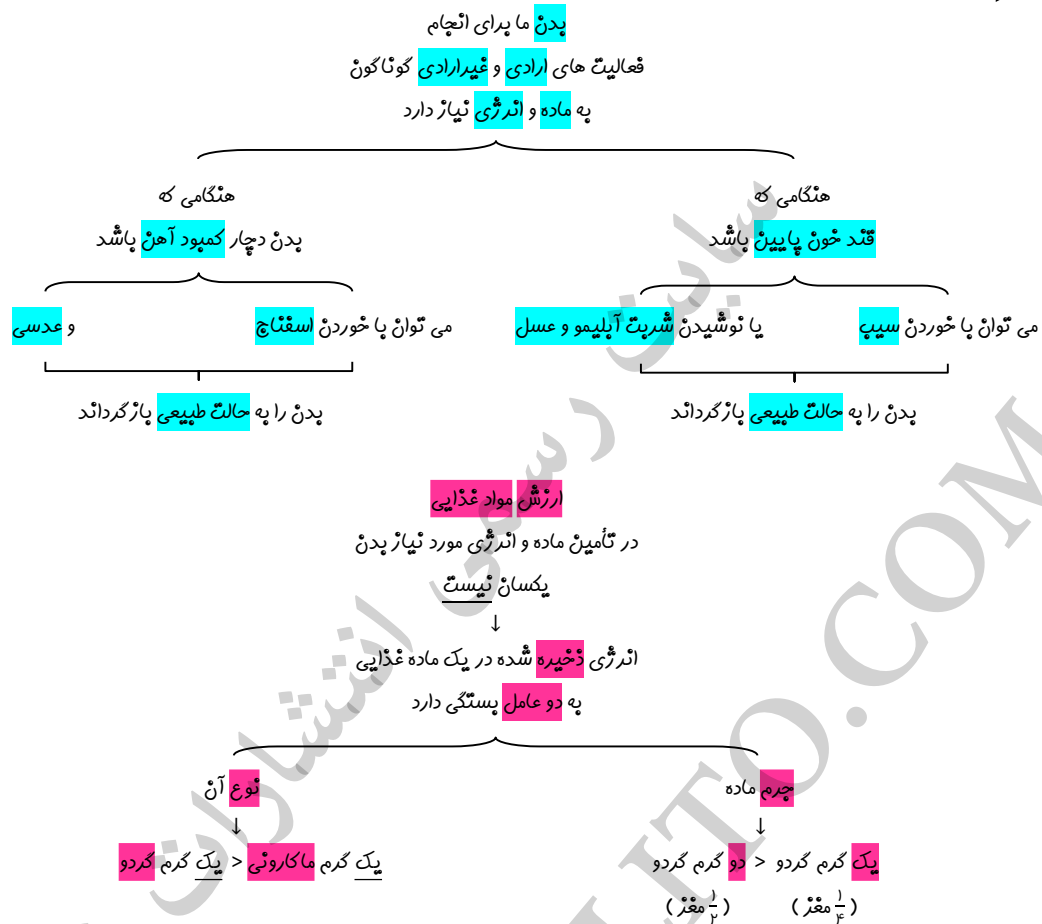 بدن ما برای انجام
فعالیت های ارادی و غیرارادی گوناگون
به ماده و انرژی نیاز دارد
هنگامی که
قند خون پایین باشد
می توان با خوردن سیب یا نوشیدن شربت آبلیمو و عسل
بدن را به حالت طبیعی بازگرداند
هنگامی که
بدن دچار کمبود آهن باشد
می توان با خوردن اسفناج و عدسی
بدن را به حالت طبیعی بازگرداند
ارزش مواد غذایی
در تأمین ماده و انرژی مورد نیاز بدن
یکسان نیست
↓
انرژی ذخیره شده در یک ماده غذایی
به دو عامل بستگی دارد
جرم ماده
↓
یک گرم گردو < دو گرم گردو
(۱/۴ مغز) (۱/۲ مغز)
نوع آن
↓
یک گرم ماکارونی < یک گرم گردو
سایت رسمی انتشارات
ITO.COM